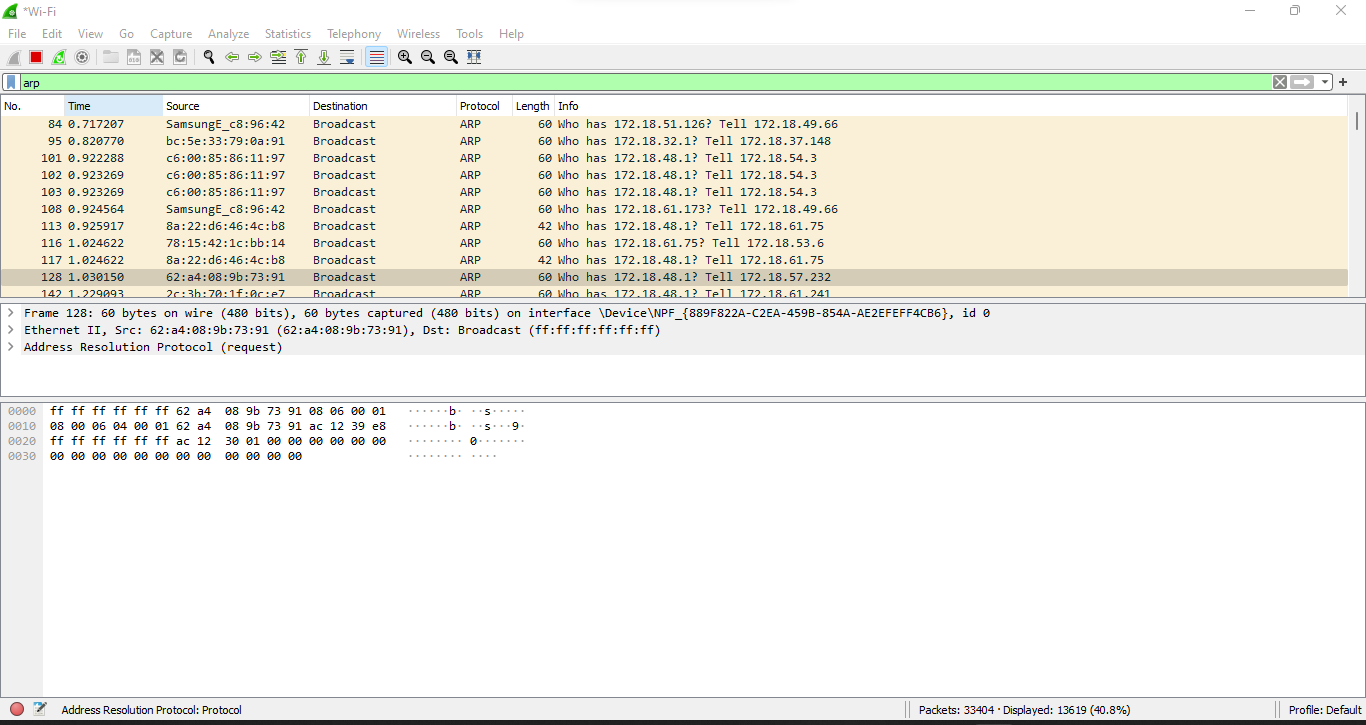 *Wi-Fi
File Edit View Go Capture Analyze Statistics Telephony Wireless Tools Help
arp
No. Time Source Destination Protocol Length Info
84 0.717207 SamsungE_c8:96:42 Broadcast ARP 60 Who has 172.18.51.126? Tell 172.18.49.66
95 0.820770 bc:5e:33:79:0a:91 Broadcast ARP 60 Who has 172.18.32.1? Tell 172.18.37.148
101 0.922288 c6:00:85:86:11:97 Broadcast ARP 60 Who has 172.18.48.1? Tell 172.18.54.3
102 0.923269 c6:00:85:86:11:97 Broadcast ARP 60 Who has 172.18.48.1? Tell 172.18.54.3
103 0.923269 c6:00:85:86:11:97 Broadcast ARP 60 Who has 172.18.48.1? Tell 172.18.54.3
108 0.924564 SamsungE_c8:96:42 Broadcast ARP 60 Who has 172.18.61.173? Tell 172.18.49.66
113 0.925917 8a:22:d6:46:4c:b8 Broadcast ARP 42 Who has 172.18.48.1? Tell 172.18.61.75
116 1.024622 78:15:42:1c:bb:14 Broadcast ARP 60 Who has 172.18.61.75? Tell 172.18.53.6
117 1.024622 8a:22:d6:46:4c:b8 Broadcast ARP 42 Who has 172.18.48.1? Tell 172.18.61.75
128 1.030150 62:a4:08:9b:73:91 Broadcast ARP 60 Who has 172.18.48.1? Tell 172.18.57.232
142 1.229093 2c:3b:70:1f:0c:e7 Broadcast ARP 60 Who has 172.18.48.1? Tell 172.18.61.241
Frame 128: 60 bytes on wire (480 bits), 60 bytes captured (480 bits) on interface \Device\NPF_{889F822A-C2EA-459B-854A-AE2EFEFF4CB6}, id 0
Ethernet II, Src: 62:a4:08:9b:73:91 (62:a4:08:9b:73:91), Dst: Broadcast (ff:ff:ff:ff:ff:ff)
Address Resolution Protocol (request)
0000 ff ff ff ff ff ff 62 a4 08 9b 73 91 08 06 00 01 ······b· ··s·····
0010 08 00 06 04 00 01 62 a4 08 9b 73 91 ac 12 39 e8 ······b· ··s···9·
0020 ff ff ff ff ff ff ac 12 30 01 00 00 00 00 00 00 ········ 0·······
0030 00 00 00 00 00 00 00 00 00 00 00 00 ········ ····
Address Resolution Protocol: Protocol Packets: 33404 · Displayed: 13619 (40.8%) Profile: Default